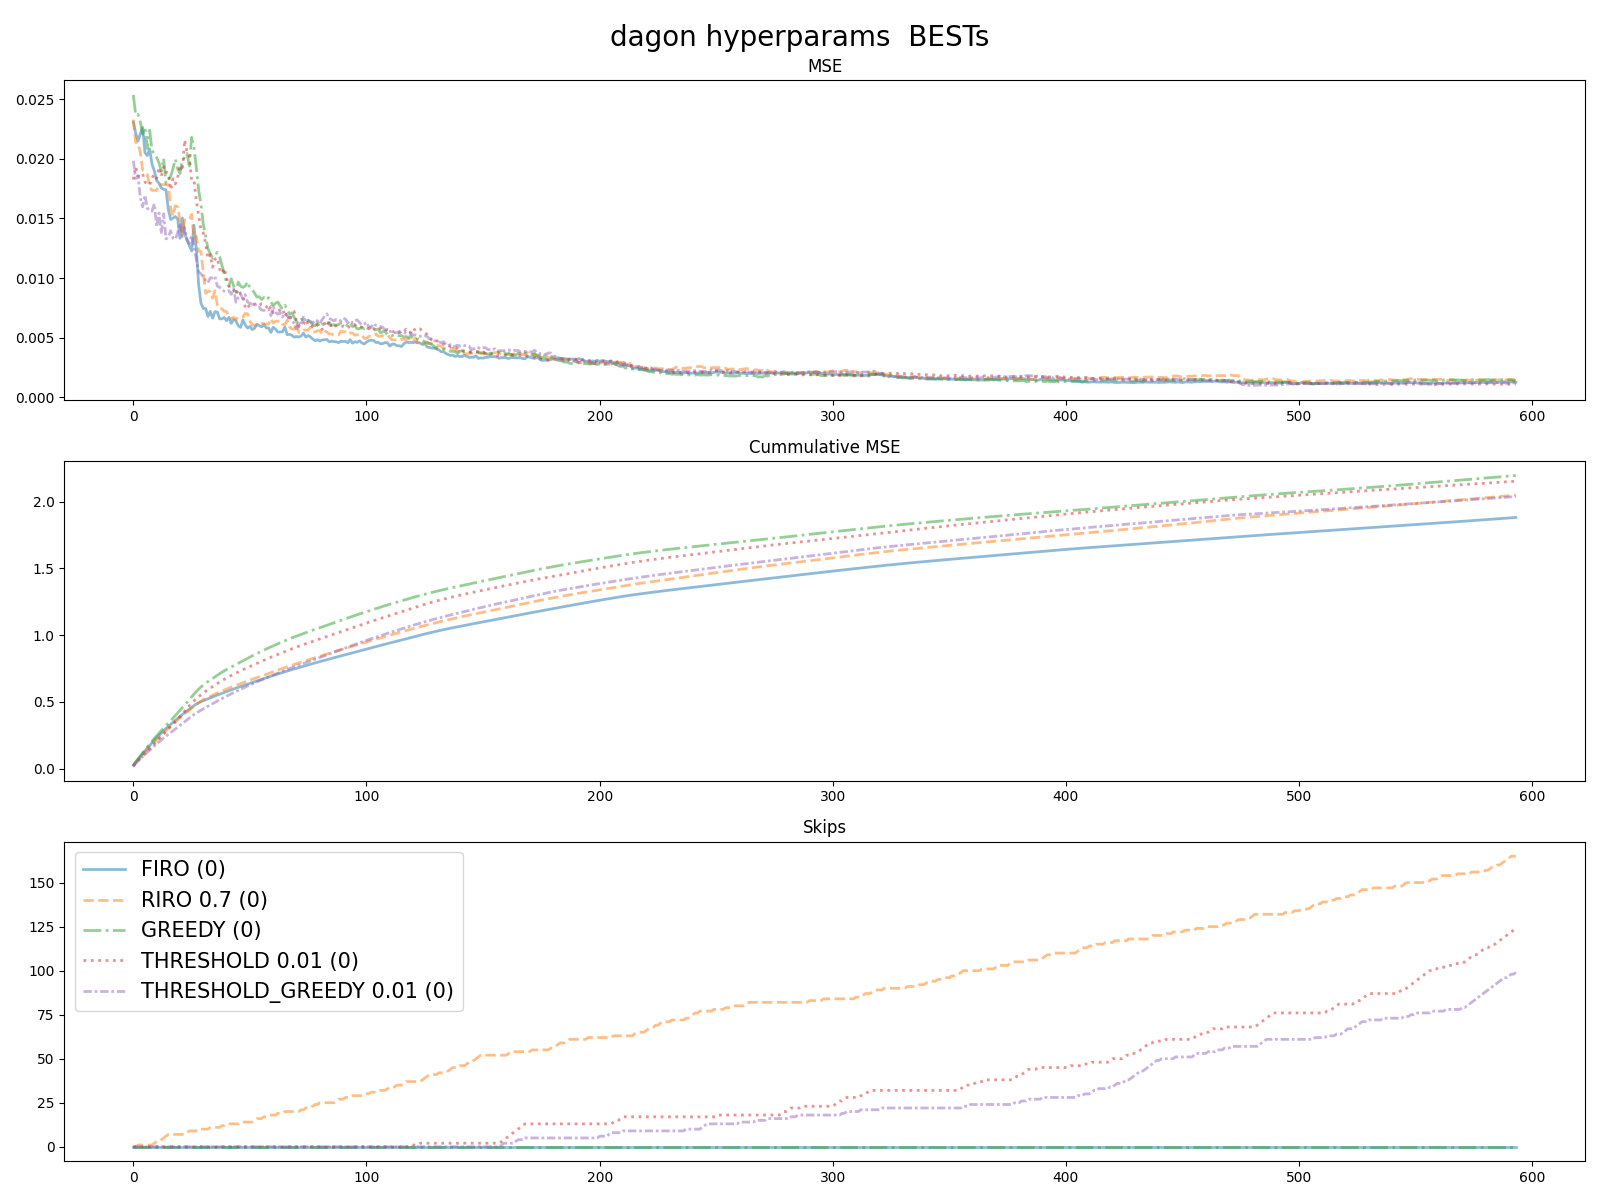 dagon hyperparams  BESTs
MSE
0.025
0.020
0.015
0.010
0.005
0.000
0 100 200 300 400 500 600
Cummulative MSE
2.0
1.5
1.0
0.5
0.0
0 100 200 300 400 500 600
Skips
150
125
100
75
50
25
0
FIRO (0)
RIRO 0.7 (0)
GREEDY (0)
THRESHOLD 0.01 (0)
THRESHOLD_GREEDY 0.01 (0)
0 100 200 300 400 500 600